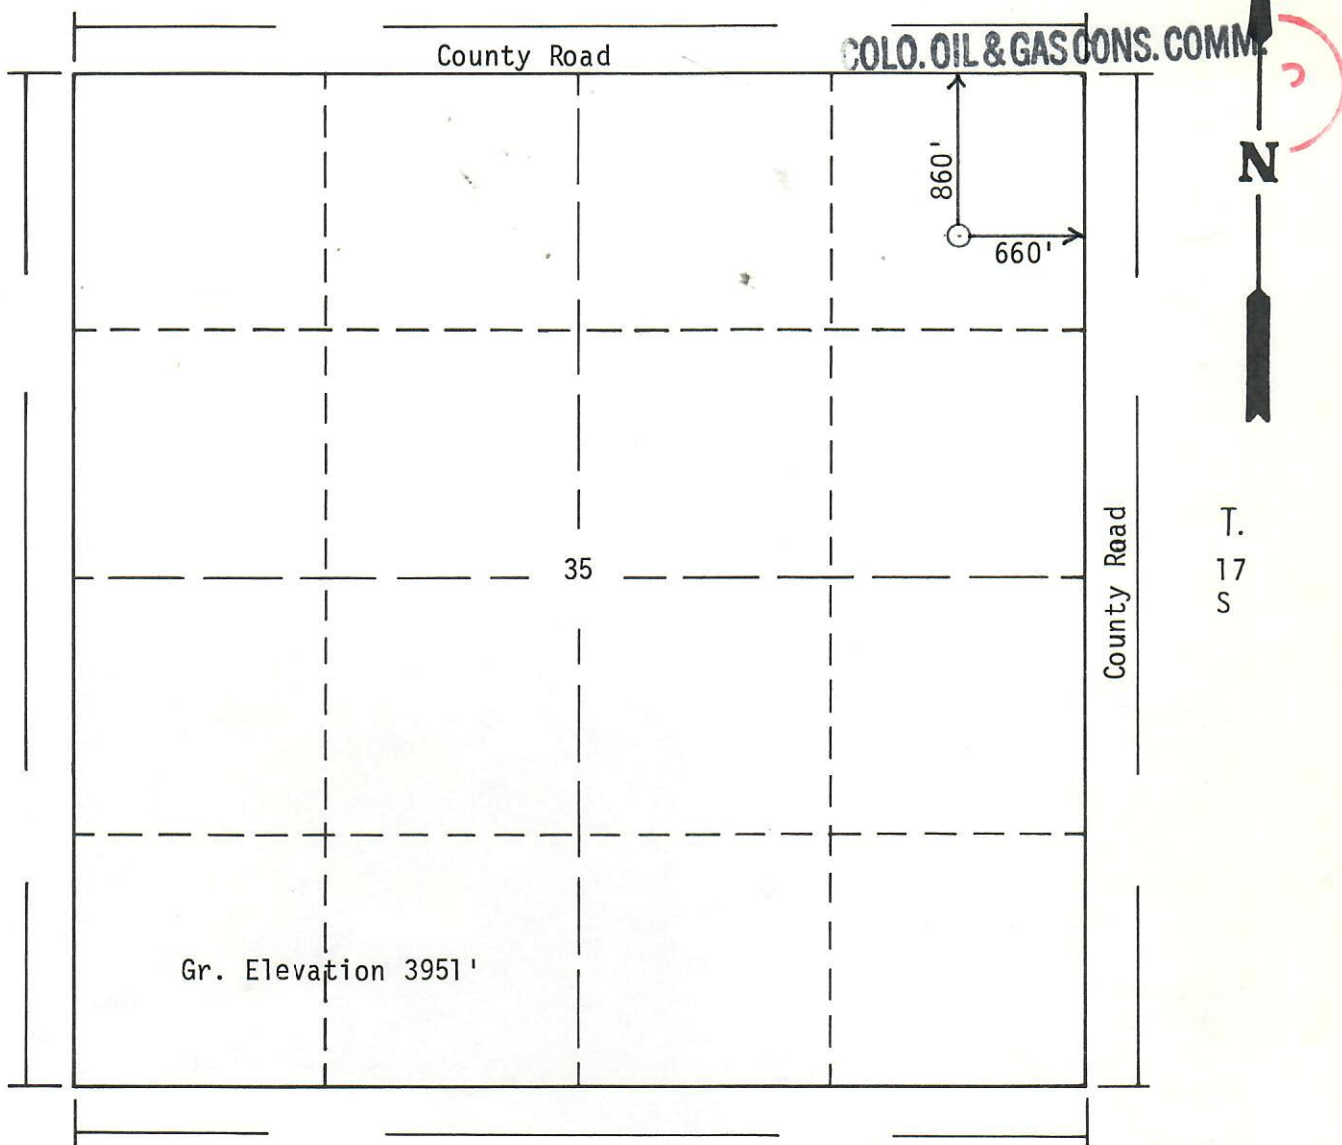 County Road
COLO. OIL & GAS CONS. COMM.
N
860'
660'
T.
17
S
35
County Road
Gr. Elevation 3951'